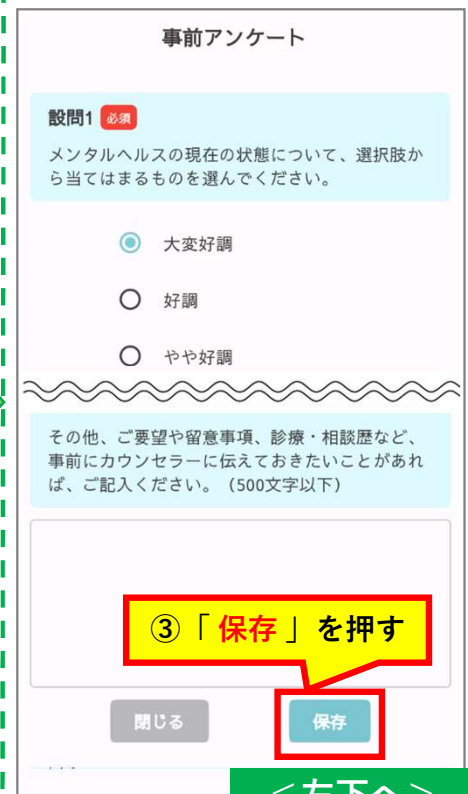 事前アンケート
設問1 必須
メンタルヘルスの現在の状態について、選択肢か
ら当てはまるものを選んでください。
大変好調
好調
やや好調
その他、ご要望や留意事項、診療・相談歴など、
事前にカウンセラーに伝えておきたいことがあれ
ば、ご記入ください。（500文字以下）
③「 保存 」を押す
閉じる
保存
＜左下へ＞